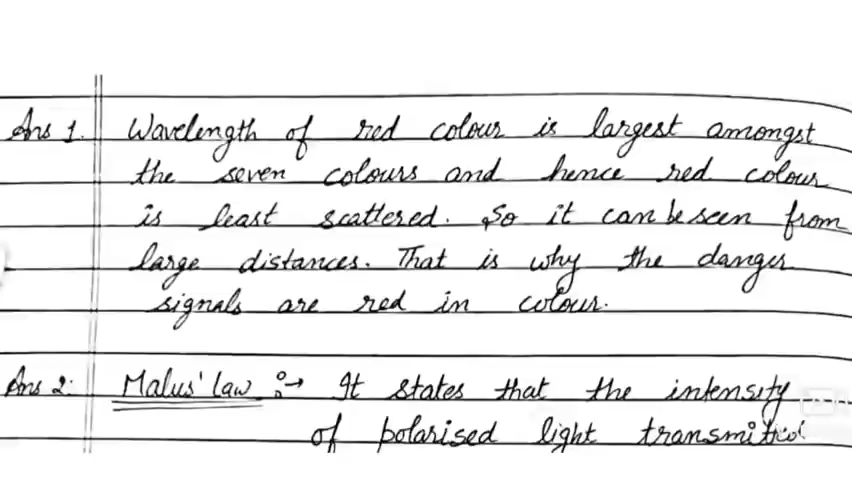 Ans 1. Wavelength of red colour is largest amongst
the seven colours and hence red colour
is least scattered. So it can be seen from
large distances. That is why the danger
signals are red in colour.
Ans 2. Malus' law :→ It states that the intensity
of polarised light transmitted